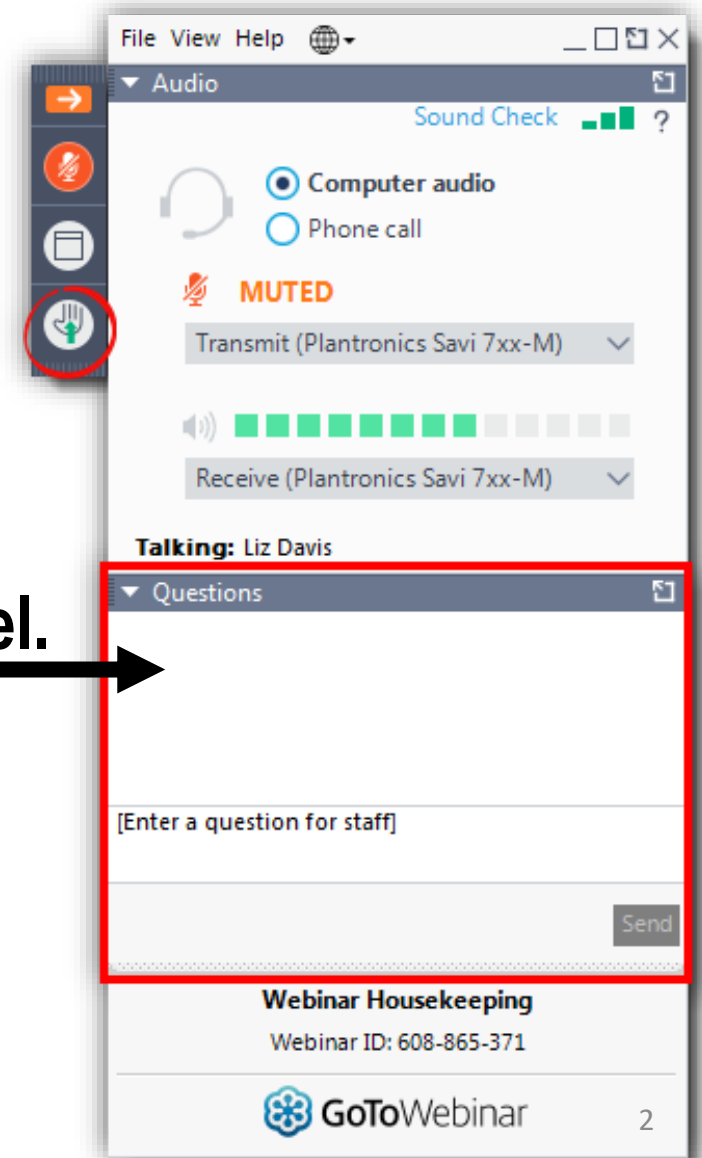 File View Help
Audio
Sound Check ?
Computer audio
Phone call
MUTED
Transmit (Plantronics Savi 7xx-M)
Receive (Plantronics Savi 7xx-M)
Talking: Liz Davis
Questions
el.
[Enter a question for staff]
Send
Webinar Housekeeping
Webinar ID: 608-865-371
GoToWebinar
2